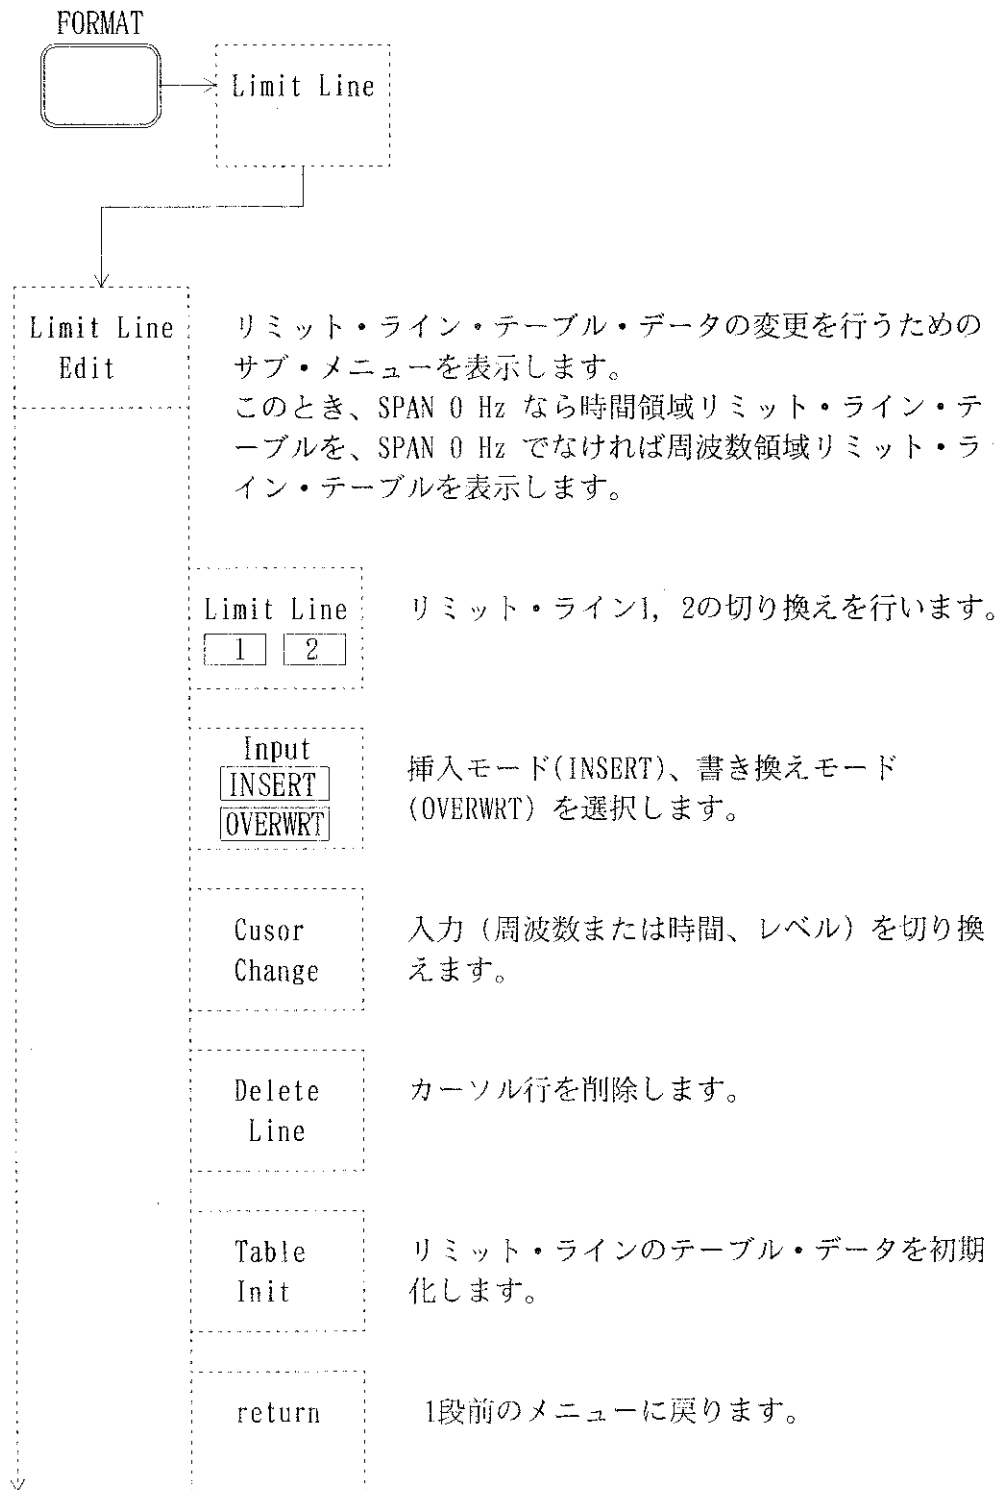 FORMAT
Limit Line
Limit Line
Edit
リミット・ライン・テーブル・データの変更を行うための
サブ・メニューを表示します。
このとき、SPAN 0 Hz なら時間領域リミット・ライン・テ
ーブルを、SPAN 0 Hz でなければ周波数領域リミット・ラ
イン・テーブルを表示します。
Limit Line
1 2
リミット・ライン1, 2の切り換えを行います。
Input
INSERT
OVERWRT
挿入モード(INSERT)、書き換えモード
(OVERWRT) を選択します。
Cusor
Change
入力（周波数または時間、レベル）を切り換
えます。
Delete
Line
カーソル行を削除します。
Table
Init
リミット・ラインのテーブル・データを初期
化します。
return
1段前のメニューに戻ります。